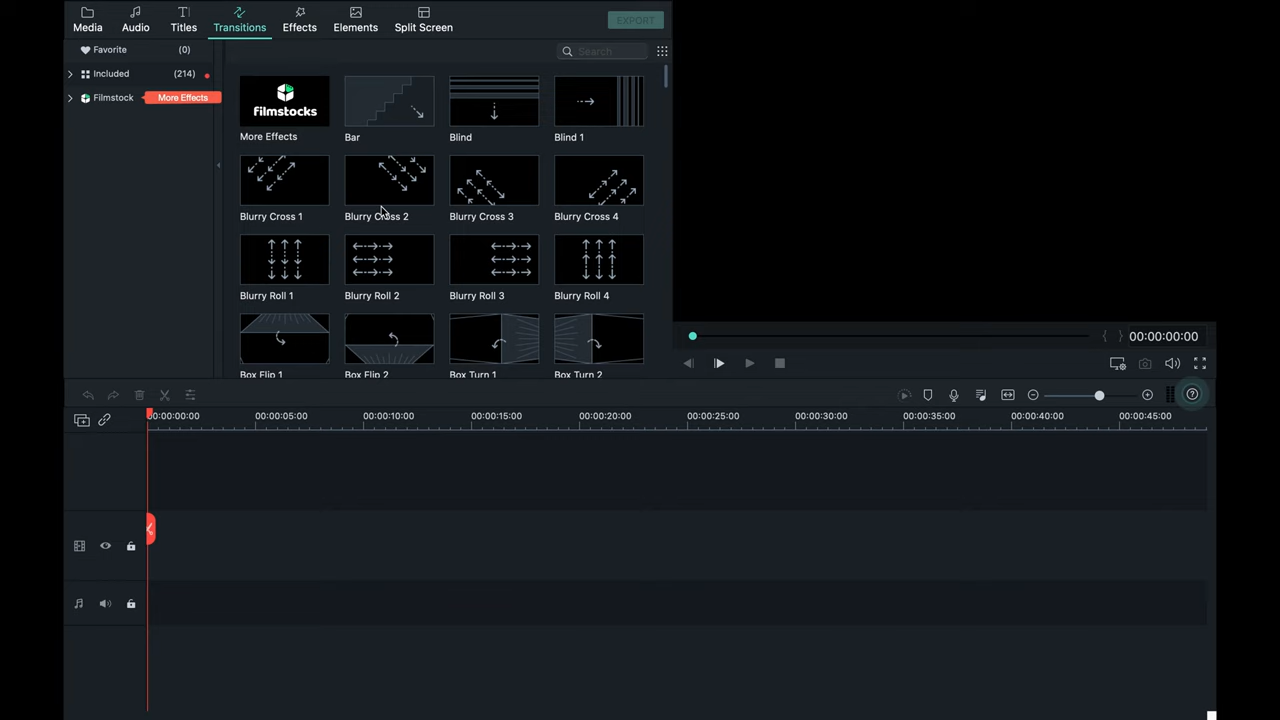 Media Audio Titles Transitions Effects Elements Split Screen EXPORT
Favorite (0)
Search
Included (214)
Filmstock More Effects
filmstocks
More Effects Bar Blind Blind 1
Blurry Cross 1 Blurry Cross 2 Blurry Cross 3 Blurry Cross 4
Blurry Roll 1 Blurry Roll 2 Blurry Roll 3 Blurry Roll 4
00:00:00:00
Box Flip 1 Box Flip 2 Box Turn 1 Box Turn 2
00:00:00:00 00:00:05:00 00:00:10:00 00:00:15:00 00:00:20:00 00:00:25:00 00:00:30:00 00:00:35:00 00:00:40:00 00:00:45:00